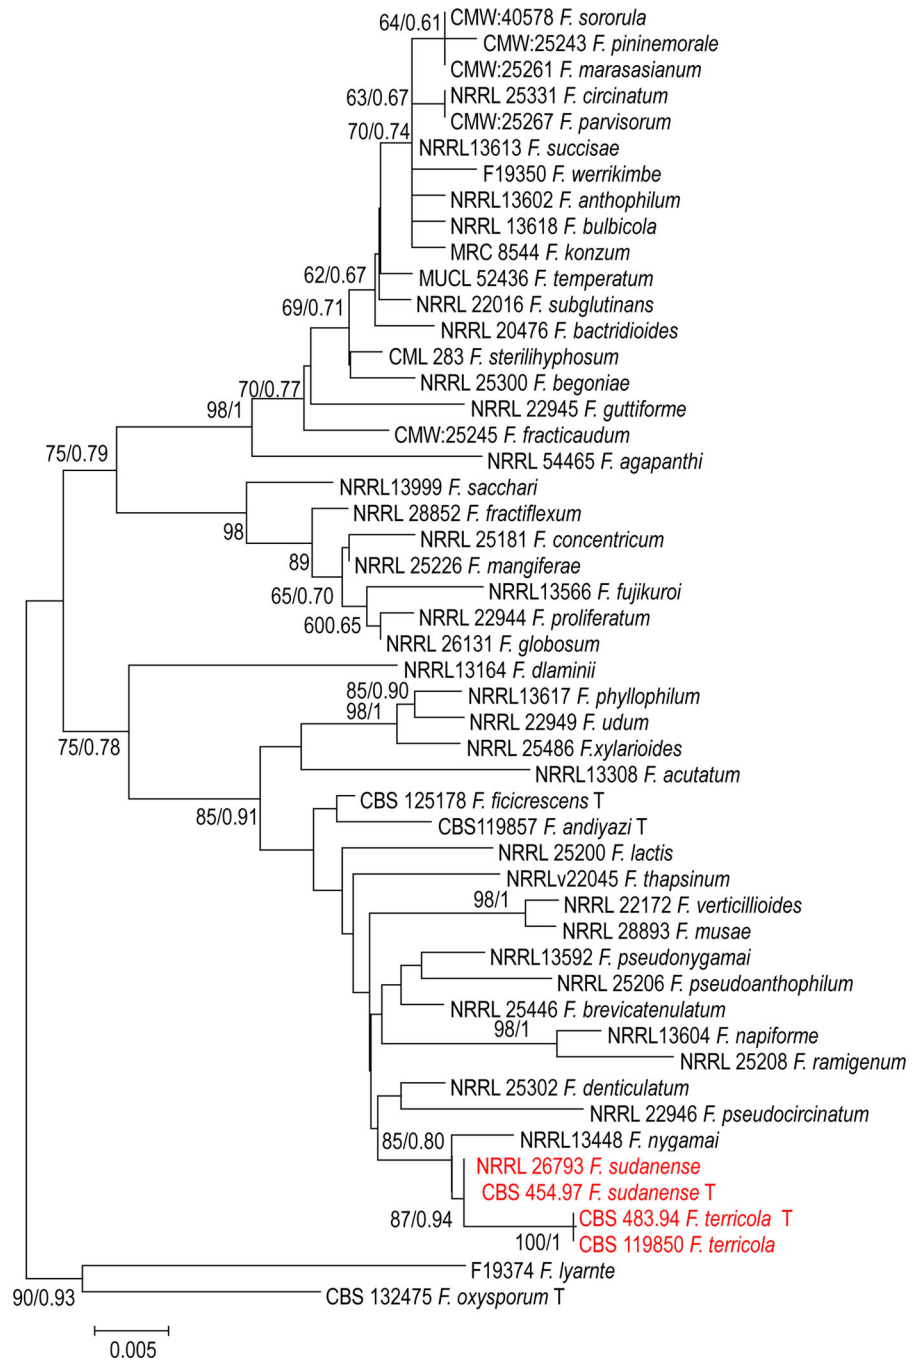 64/0.61
CMW:40578 F. sororula
CMW:25243 F. pininemorale
CMW:25261 F. marasasianum
63/0.67
NRRL 25331 F. circinatum
CMW:25267 F. parvisorum
70/0.74
NRRL13613 F. succisae
F19350 F. werrikimbe
NRRL13602 F. anthophilum
NRRL 13618 F. bulbicola
MRC 8544 F. konzum
62/0.67
MUCL 52436 F. temperatum
69/0.71
NRRL 22016 F. subglutinans
NRRL 20476 F. bactridioides
CML 283 F. sterilihyphosum
NRRL 25300 F. begoniae
70/0.77
98/1
NRRL 22945 F. guttiforme
CMW:25245 F. fracticaudum
75/0.79
NRRL 54465 F. agapanthi
NRRL13999 F. sacchari
98
NRRL 28852 F. fractiflexum
NRRL 25181 F. concentricum
89
NRRL 25226 F. mangiferae
65/0.70
NRRL13566 F. fujikuroi
600.65
NRRL 22944 F. proliferatum
NRRL 26131 F. globosum
NRRL13164 F. dlaminii
85/0.90
NRRL13617 F. phyllophilum
98/1
NRRL 22949 F. udum
75/0.78
NRRL 25486 F.xylarioides
NRRL13308 F. acutatum
CBS 125178 F. ficicrescens T
85/0.91
CBS119857 F. andiyazi T
NRRL 25200 F. lactis
NRRLv22045 F. thapsinum
98/1
NRRL 22172 F. verticillioides
NRRL 28893 F. musae
NRRL13592 F. pseudonygamai
NRRL 25206 F. pseudoanthophilum
NRRL 25446 F. brevicatenulatum
98/1
NRRL13604 F. napiforme
NRRL 25208 F. ramigenum
NRRL 25302 F. denticulatum
NRRL 22946 F. pseudocircinatum
85/0.80
NRRL13448 F. nygamai
NRRL 26793 F. sudanense
CBS 454.97 F. sudanense T
87/0.94
CBS 483.94 F. terricola T
100/1
CBS 119850 F. terricola
F19374 F. lyarnte
90/0.93
CBS 132475 F. oxysporum T
0.005